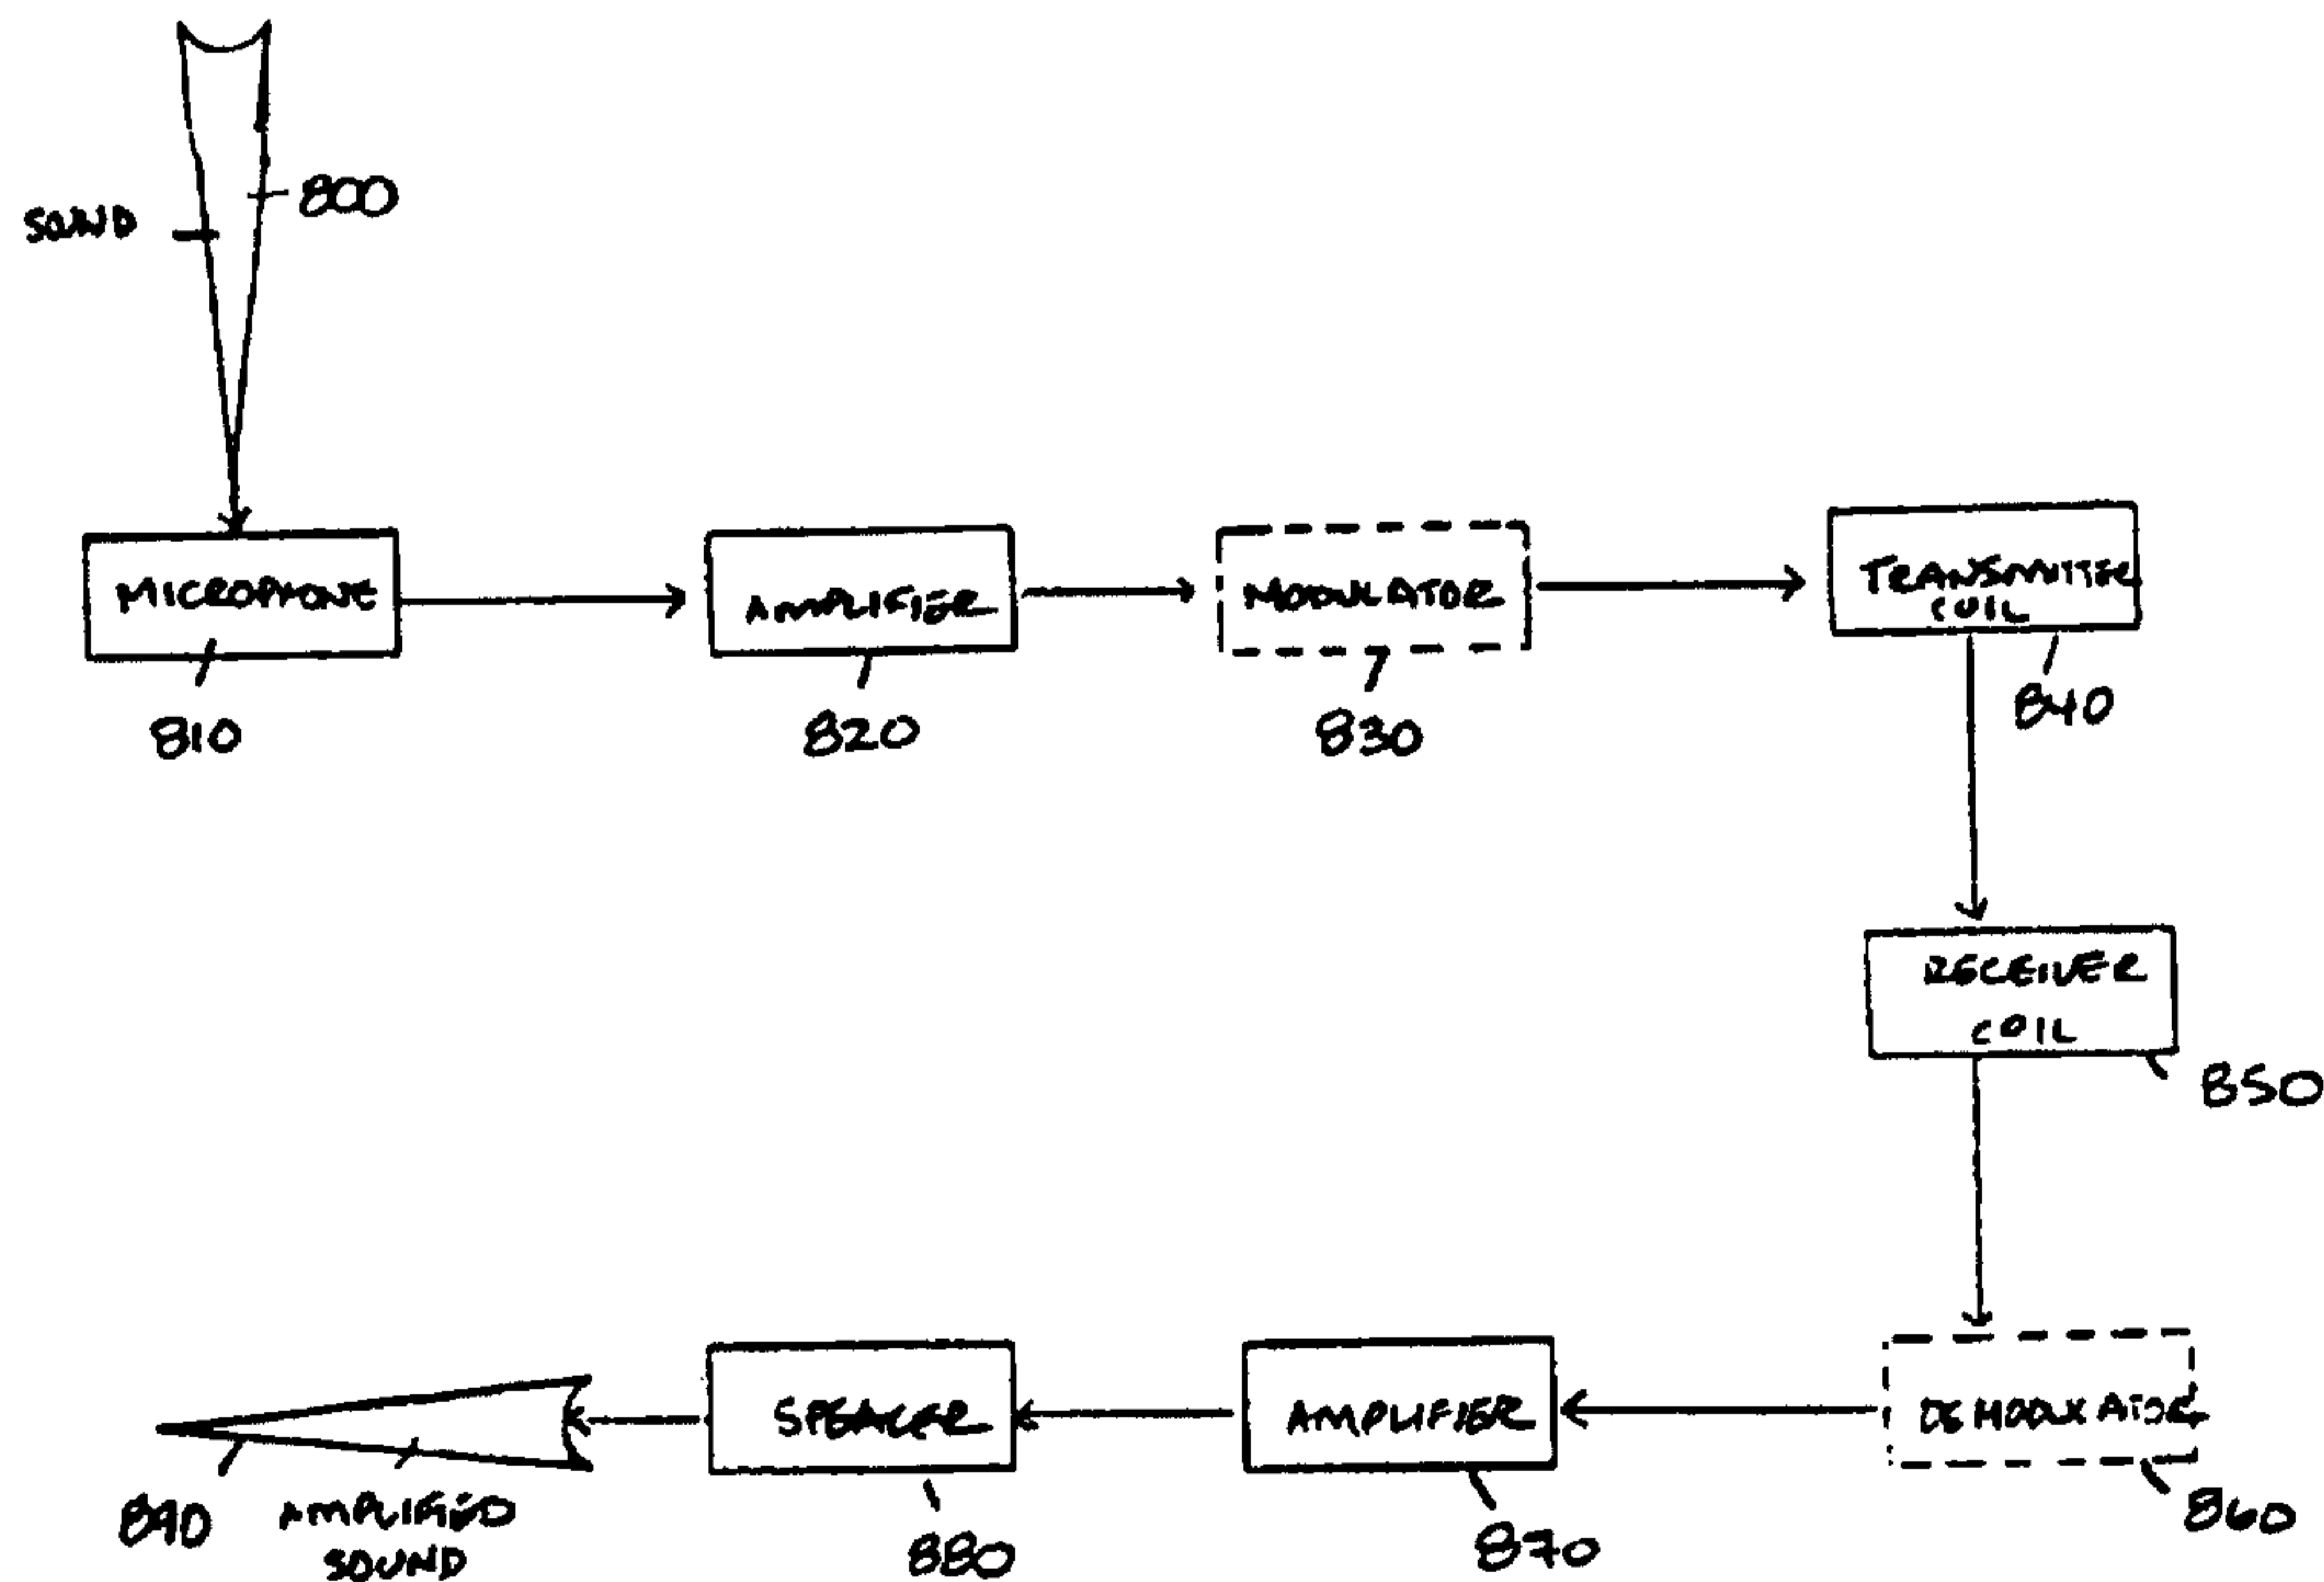 800
SOUND
MICROPHONE
AMPLIFIER
MODULATOR
TRANSMITTER
COIL
810
820
830
840
RECEIVER
COIL
850
SPEAKER
AMPLIFIER
DEMODULATOR
890
AMPLIFIED
SOUND
880
870
860